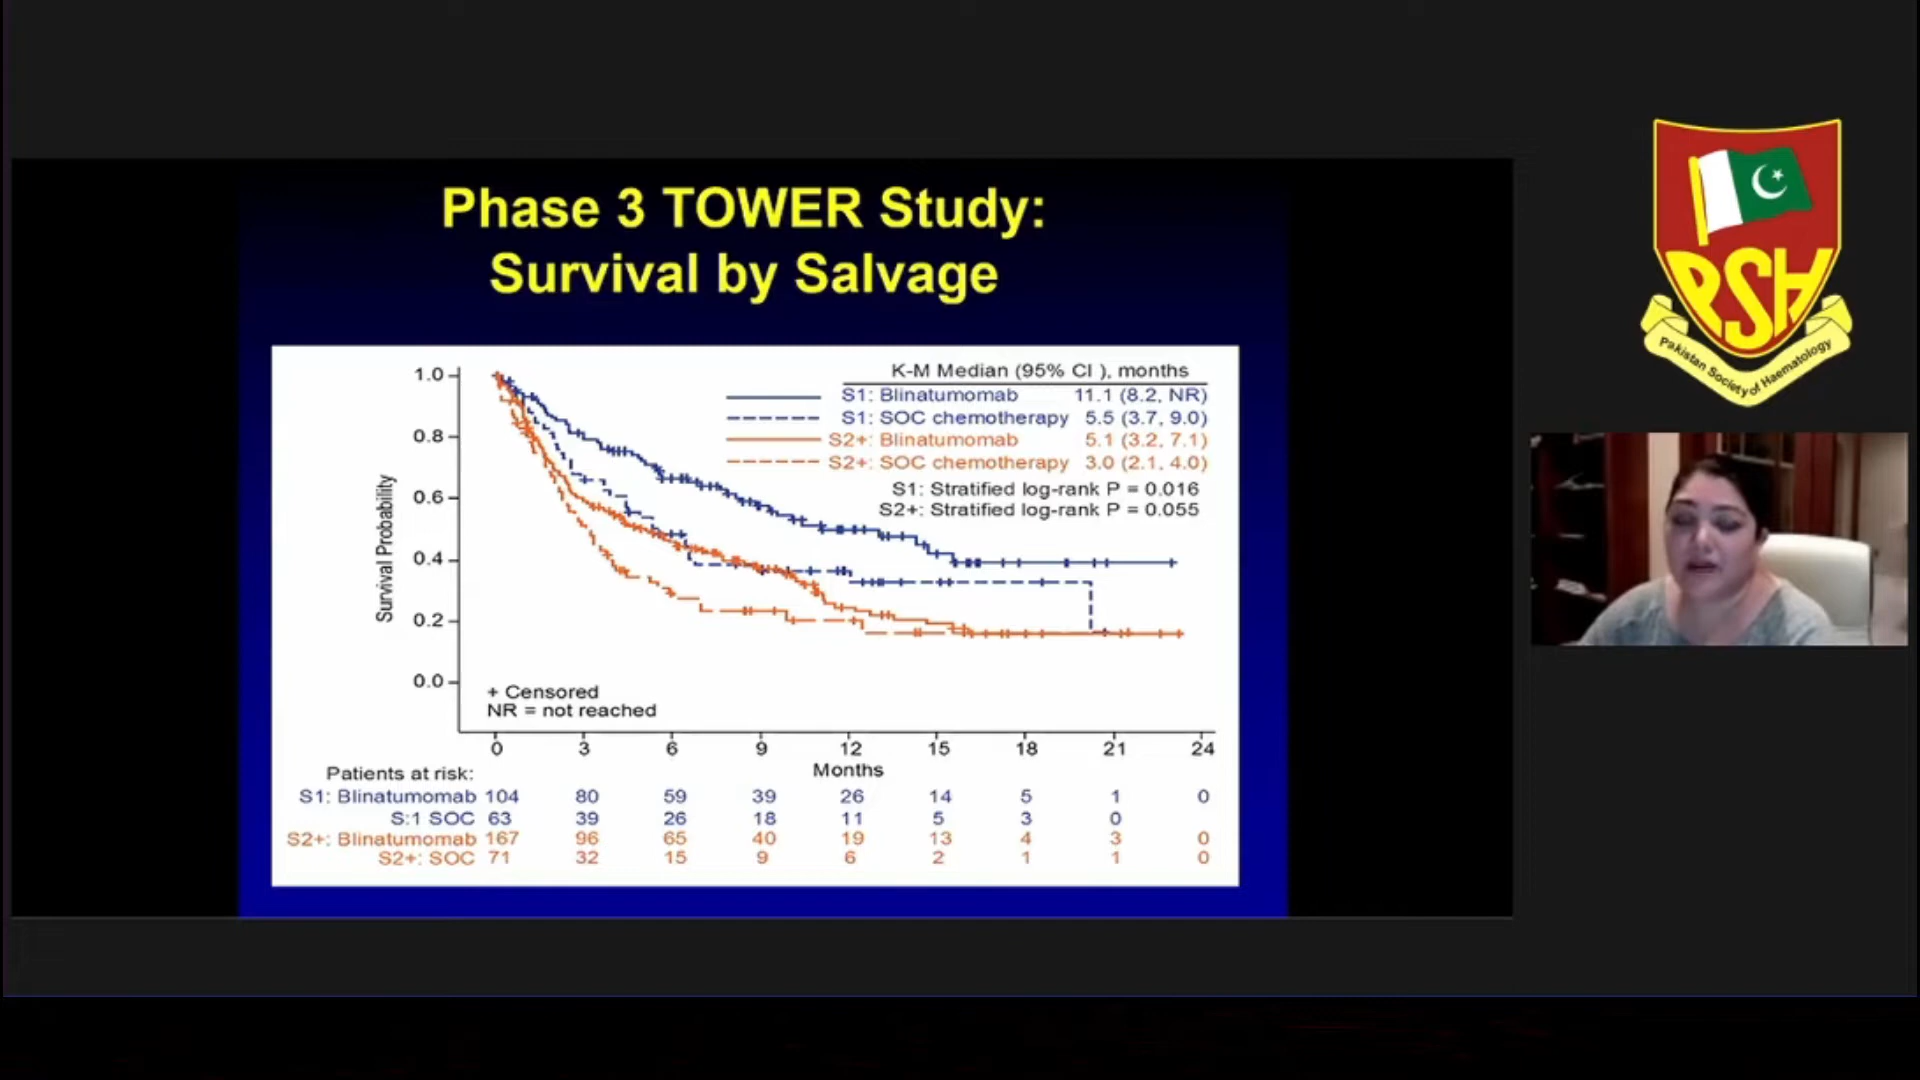 Phase 3 TOWER Study:
Survival by Salvage
K-M Median (95% CI ), months
S1: Blinatumomab 11.1 (8.2, NR)
S1: SOC chemotherapy 5.5 (3.7, 9.0)
S2+: Blinatumomab 5.1 (3.2, 7.1)
S2+: SOC chemotherapy 3.0 (2.1, 4.0)
S1: Stratified log-rank P = 0.016
S2+: Stratified log-rank P = 0.055
Survival Probability
1.0
0.8
0.6
0.4
0.2
0.0
+ Censored
NR = not reached
0 3 6 9 12 15 18 21 24
Months
Patients at risk:
S1: Blinatumomab 104 80 59 39 26 14 5 1 0
S:1 SOC 63 39 26 18 11 5 3 0
S2+: Blinatumomab 167 96 65 40 19 13 4 3 0
S2+: SOC 71 32 15 9 6 2 1 1 0
PSH
Pakistan Society of Haematology